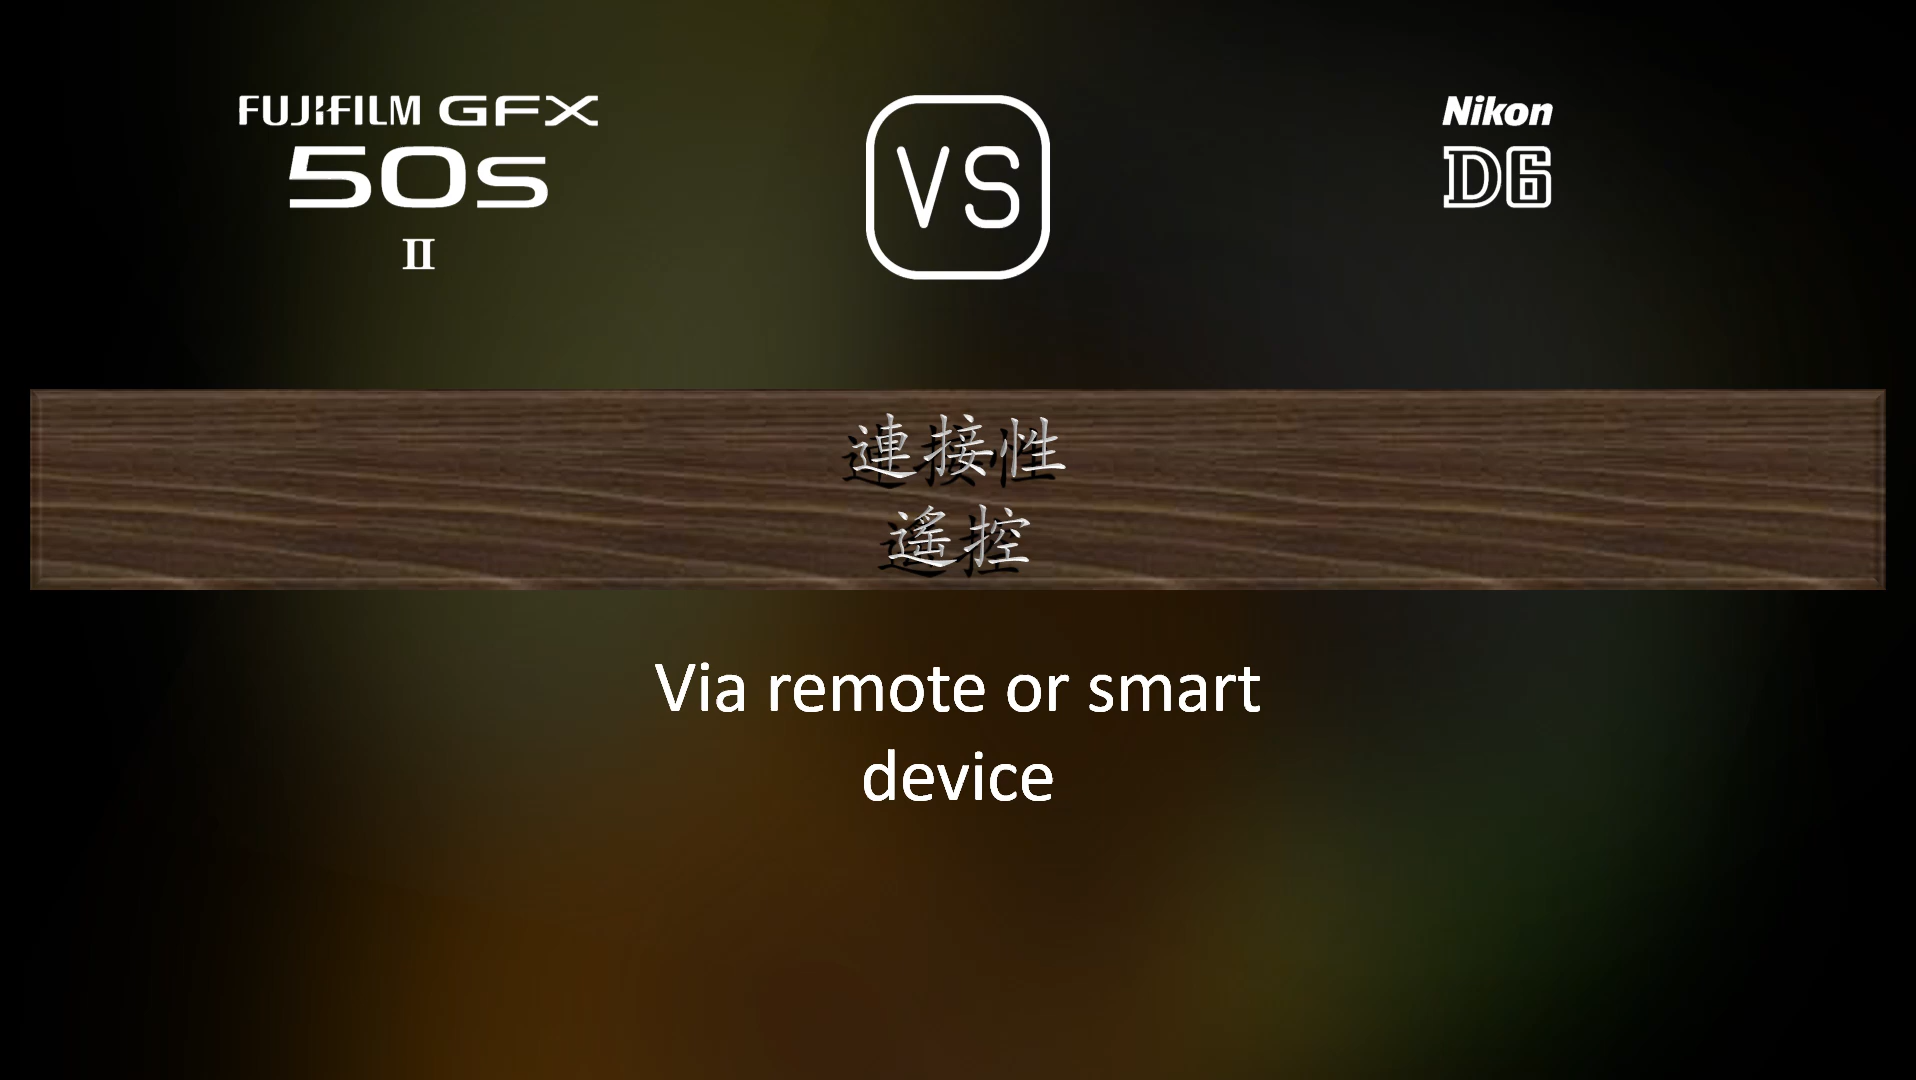 FUJIFILM GFX
50S
II
VS
Nikon
D6
連接性
遙控
Via remote or smart
device